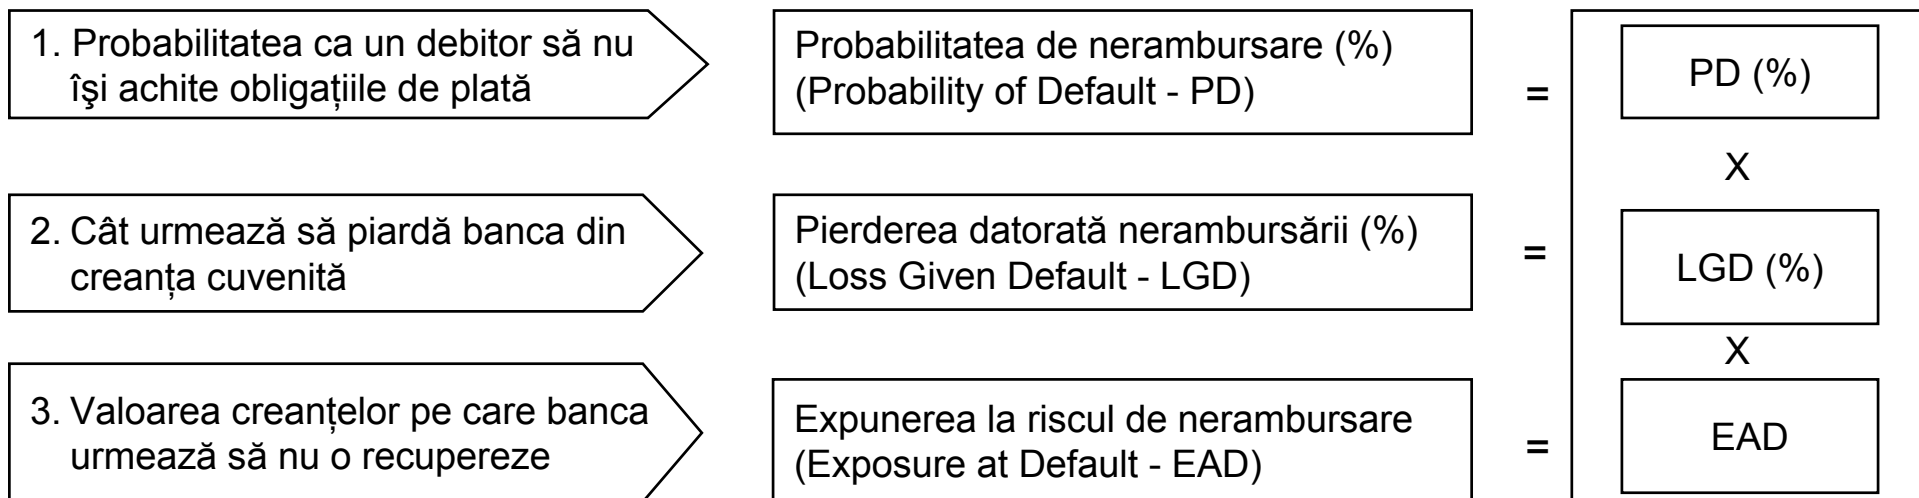 1. Probabilitatea ca un debitor să nu
îşi achite obligațiile de plată
Probabilitatea de nerambursare (%)
(Probability of Default - PD)
=
PD (%)
X
2. Cât urmează să piardă banca din
creanța cuvenită
Pierderea datorată nerambursării (%)
(Loss Given Default - LGD)
=
LGD (%)
X
3. Valoarea creanțelor pe care banca
urmează să nu o recupereze
Expunerea la riscul de nerambursare
(Exposure at Default - EAD)
=
EAD